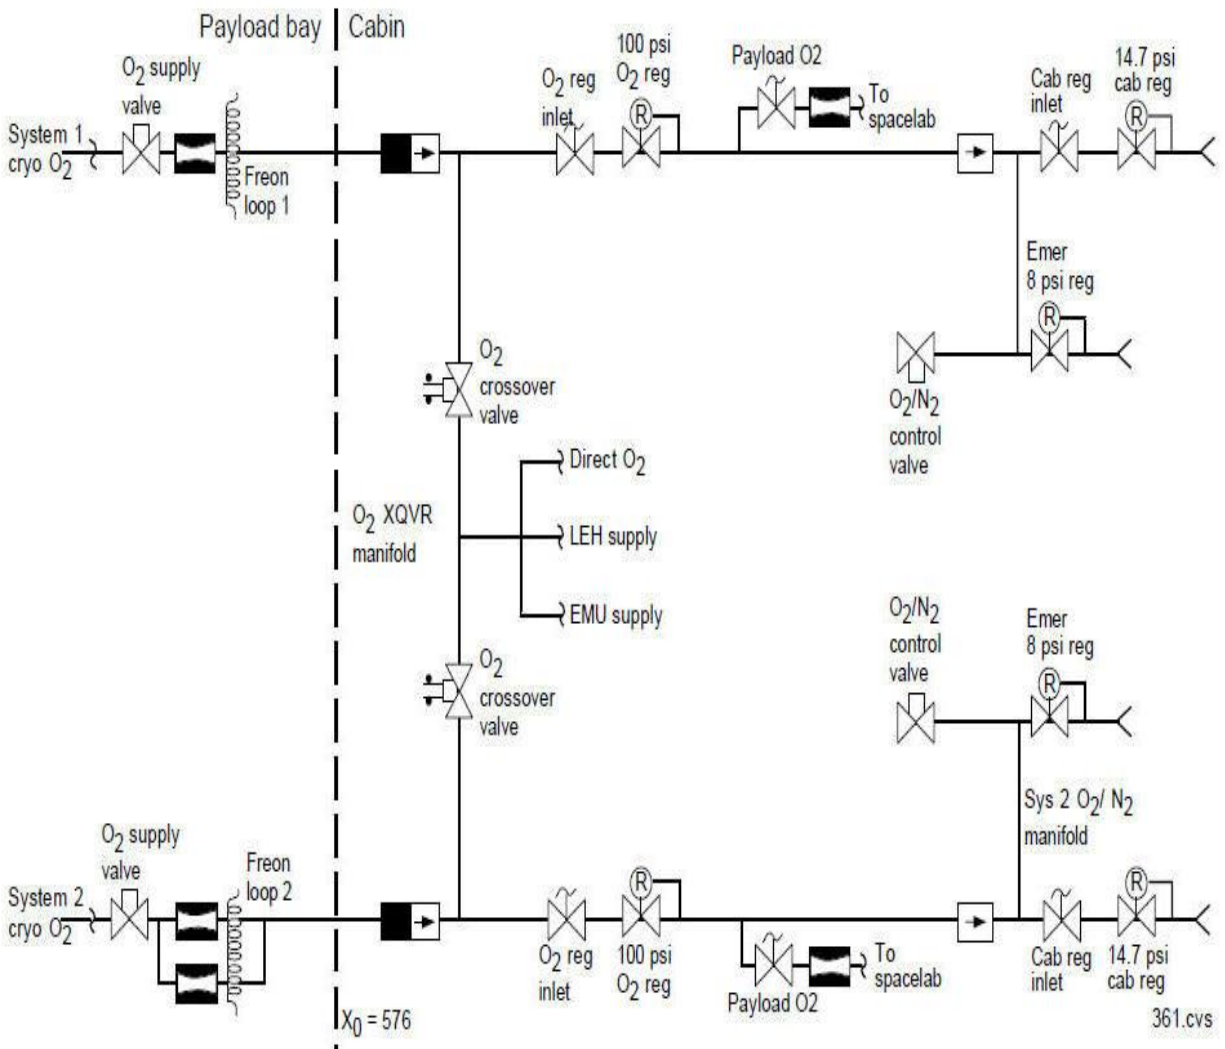 Payload bay
Cabin
O2 supply
valve
System 1
cryo O2
Freon
loop 1
O2 reg
inlet
100 psi
O2 reg
R
Payload O2
To
spacelab
Cab reg
inlet
14.7 psi
cab reg
R
Emer
8 psi reg
R
O2/N2
control
valve
O2
crossover
valve
Direct O2
O2 XQVR
manifold
LEH supply
EMU supply
O2
crossover
valve
O2/N2
control
valve
Emer
8 psi reg
R
Sys 2 O2/ N2
manifold
O2 supply
valve
Freon
loop 2
System 2
cryo O2
R
O2 reg
inlet
100 psi
O2 reg
To
spacelab
Payload O2
R
Cab reg
inlet
14.7 psi
cab reg
X0 = 576
361.cvs